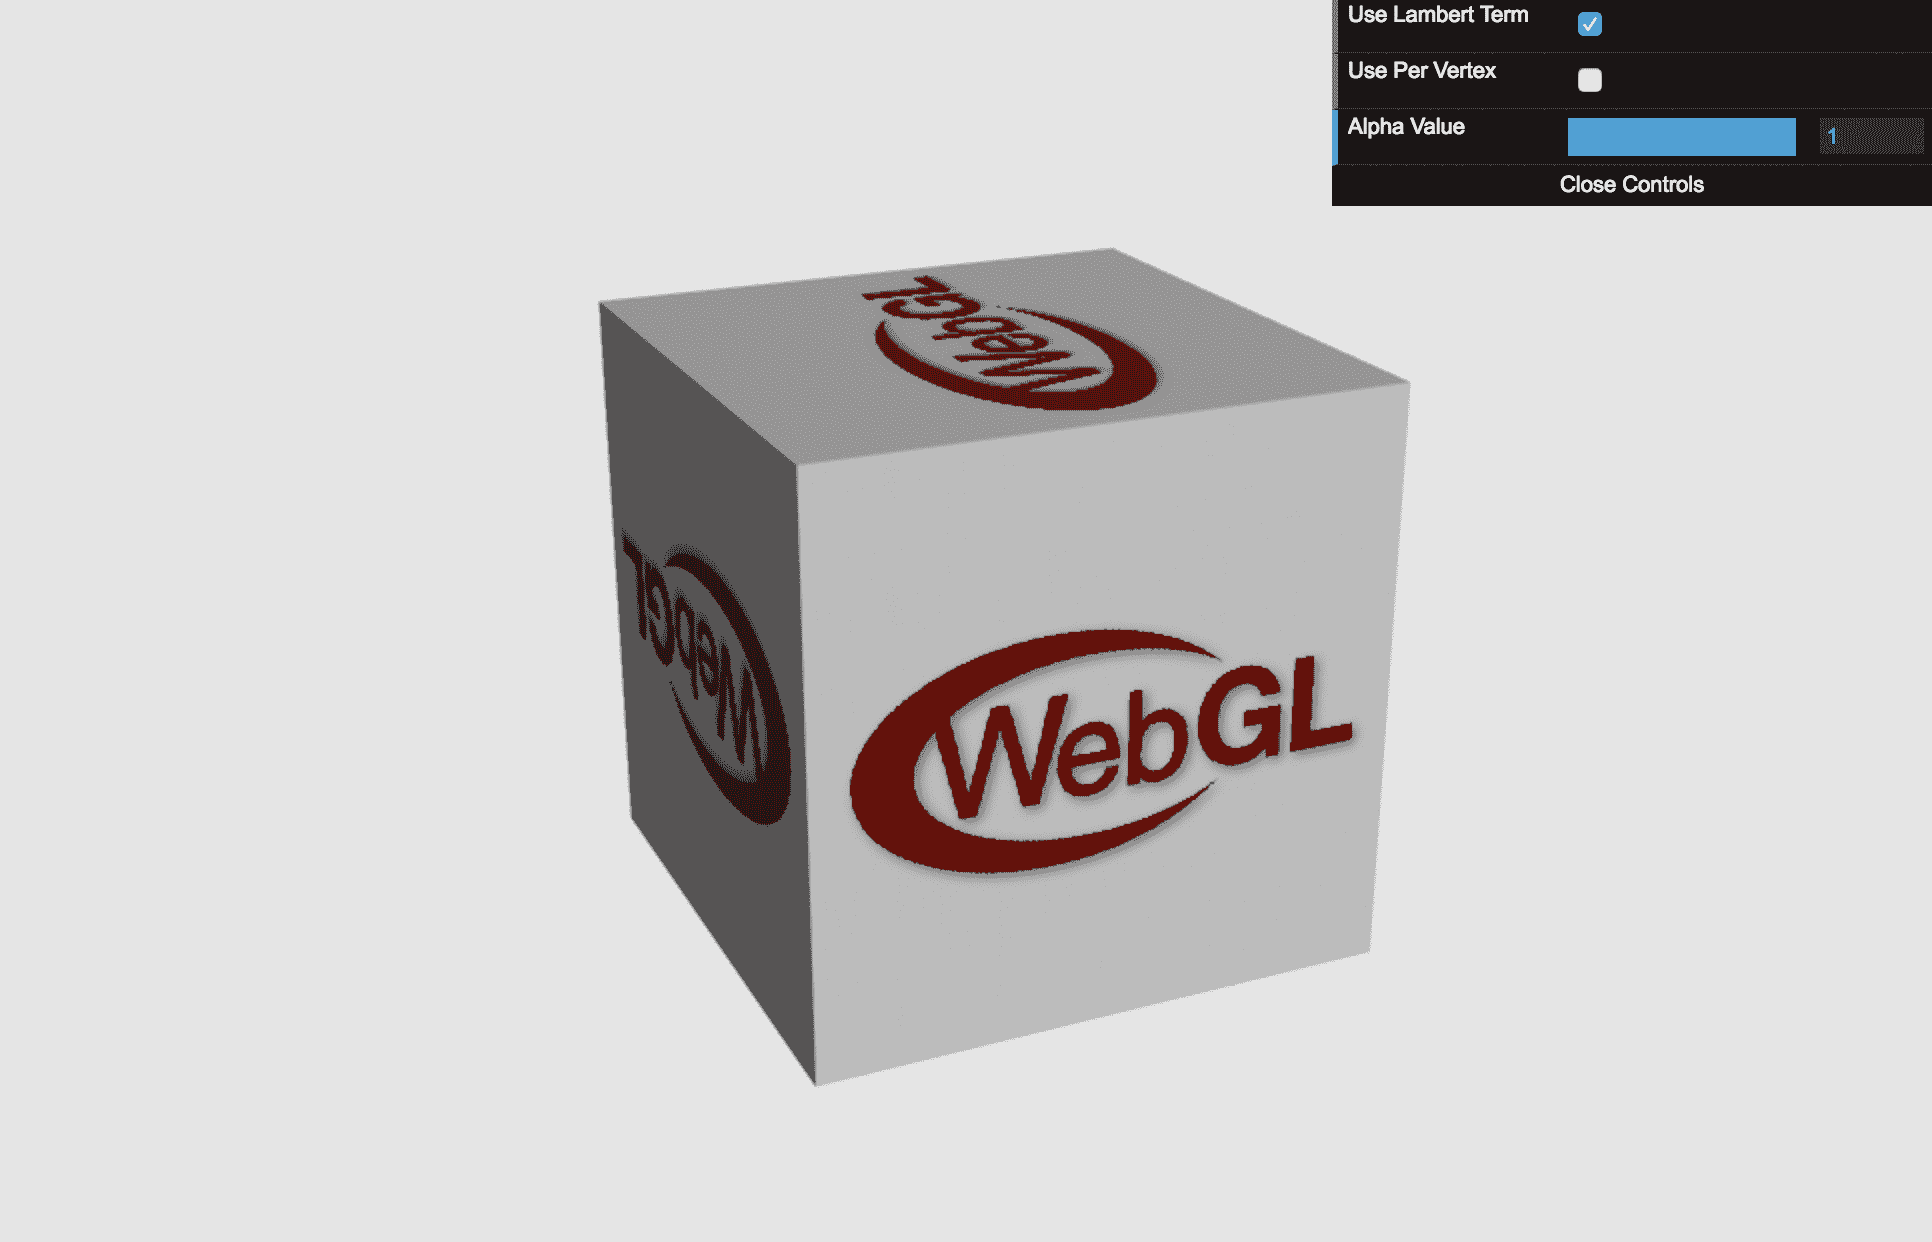 Use Lambert Term
Use Per Vertex
Alpha Value 1
Close Controls
WebGL
WebGL
WebGL